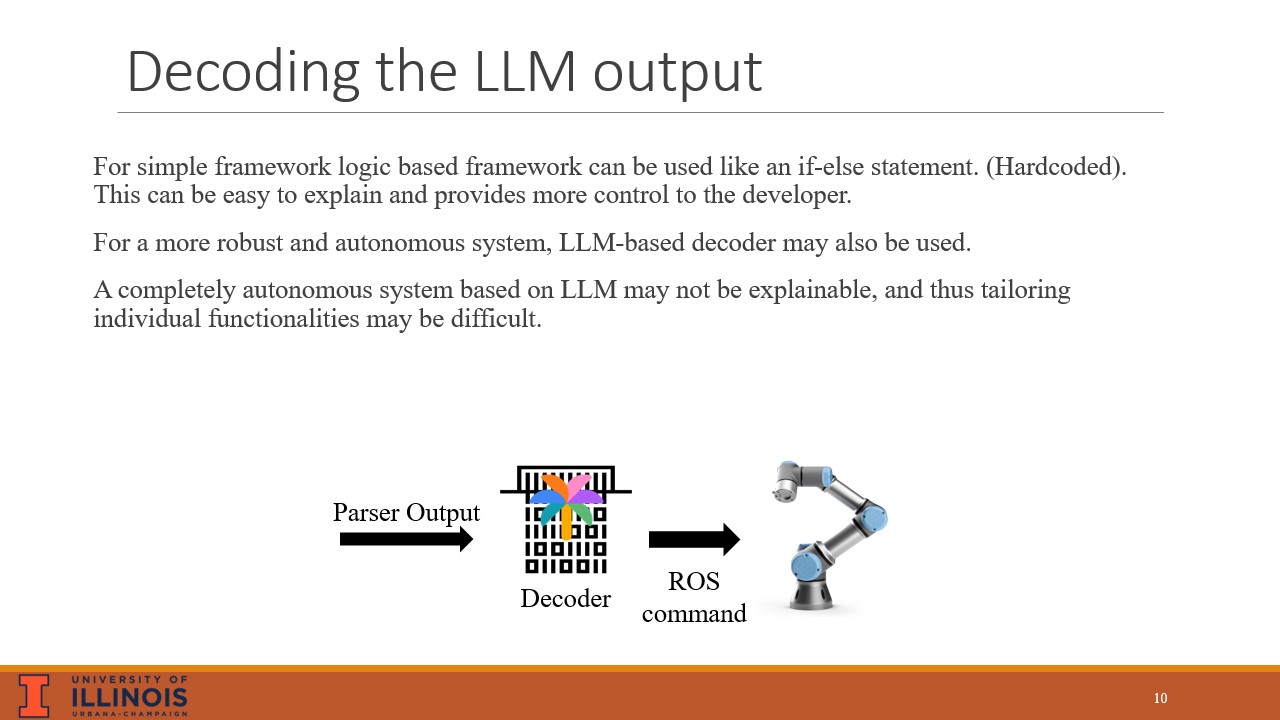 Decoding the LLM output
For simple framework logic based framework can be used like an if-else statement. (Hardcoded).
This can be easy to explain and provides more control to the developer.
For a more robust and autonomous system, LLM-based decoder may also be used.
A completely autonomous system based on LLM may not be explainable, and thus tailoring
individual functionalities may be difficult.
Parser Output
Decoder
ROS
command
UNIVERSITY OF
ILLINOIS
URBANA-CHAMPAIGN
10